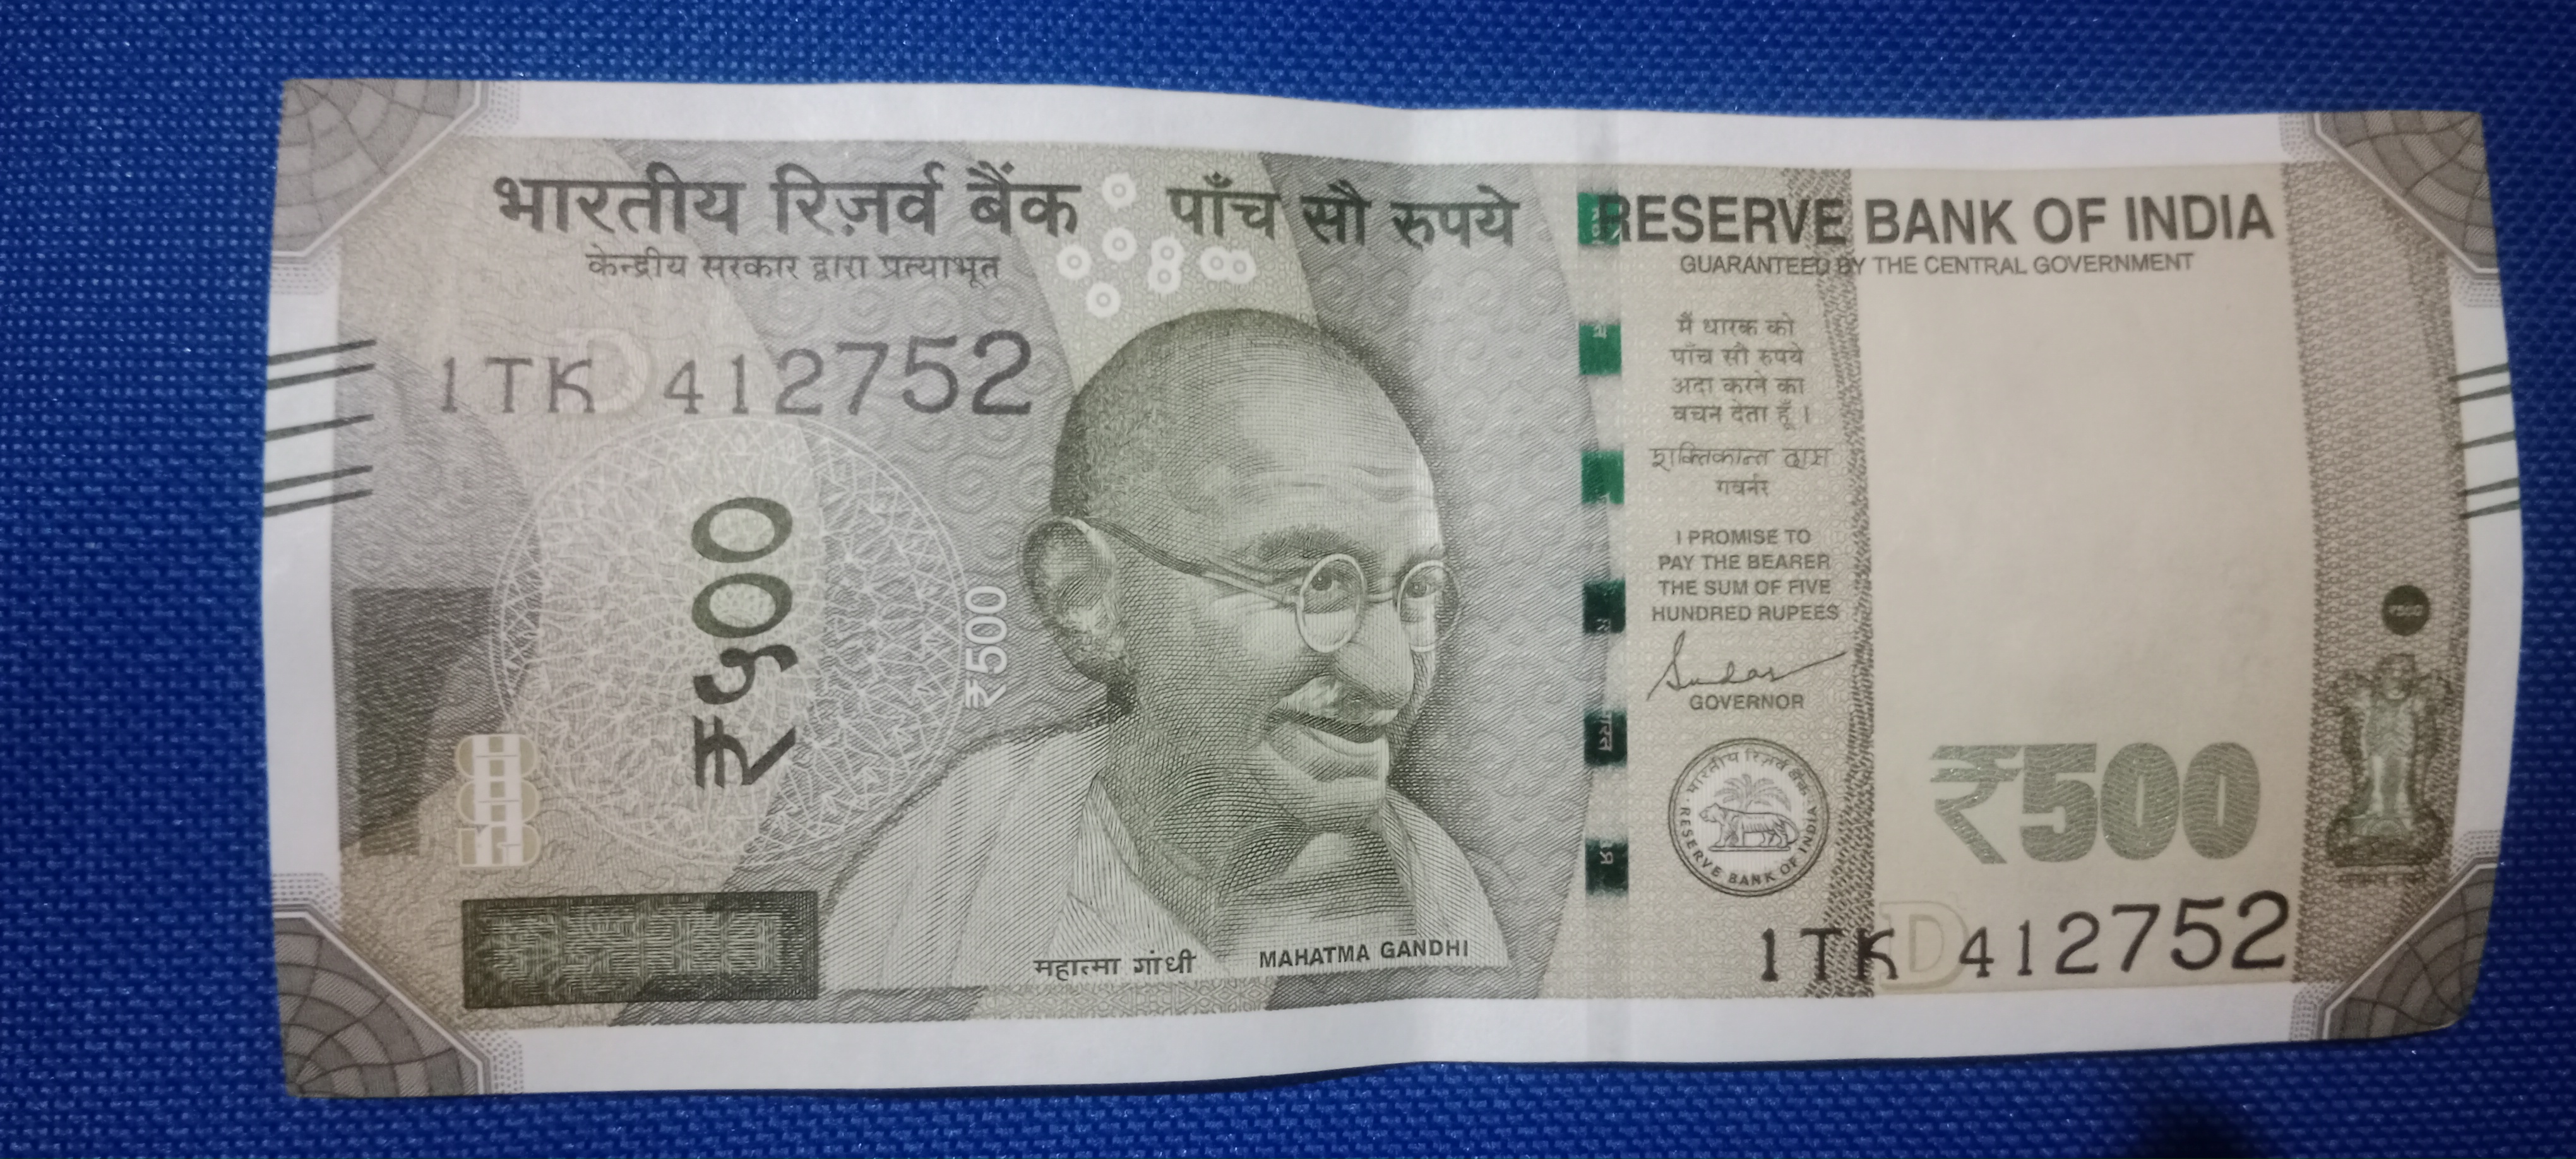 भारतीय रिज़र्व बैंक
केन्द्रीय सरकार द्वारा प्रत्याभूत
पाँच सौ रुपये
RESERVE BANK OF INDIA
GUARANTEED BY THE CENTRAL GOVERNMENT
1TK D 412752
₹५००
₹500
मैं धारक को
पाँच सौ रुपये
अदा करने का
वचन देता हूँ ।
शक्तिकान्त दास
गवर्नर
I PROMISE TO
PAY THE BEARER
THE SUM OF FIVE
HUNDRED RUPEES
GOVERNOR
भारतीय रिज़र्व बैंक
RESERVE BANK OF INDIA
₹500
1TK D 412752
महात्मा गांधी
MAHATMA GANDHI